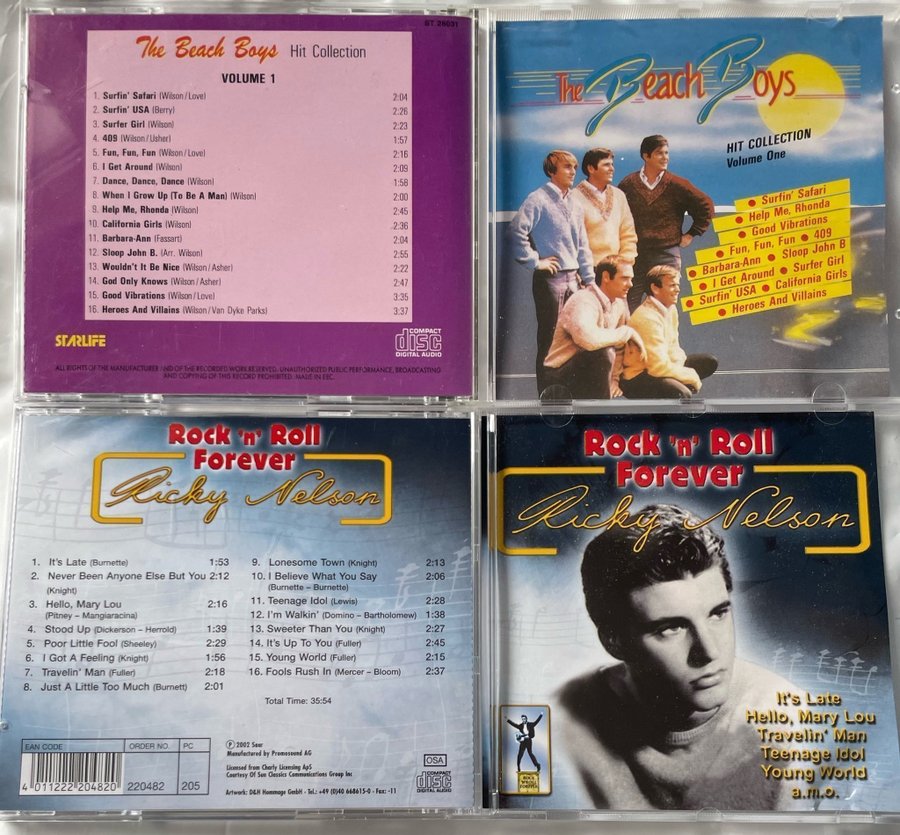 ST 26031
The Beach Boys Hit Collection
VOLUME 1
1. Surfin' Safari (Wilson/Love) 2:04
2. Surfin' USA (Berry) 2:26
3. Surfer Girl (Wilson) 2:23
4. 409 (Wilson/Usher) 1:57
5. Fun, Fun, Fun (Wilson/Love) 2:16
6. I Get Around (Wilson) 2:09
7. Dance, Dance, Dance (Wilson) 1:58
8. When I Grow Up (To Be A Man) (Wilson) 2:00
9. Help Me, Rhonda (Wilson) 2:45
10. California Girls (Wilson) 2:36
11. Barbara-Ann (Fassart) 2:04
12. Sloop John B. (Arr. Wilson) 2:55
13. Wouldn't It Be Nice (Wilson/Asher) 2:22
14. God Only Knows (Wilson/Asher) 2:47
15. Good Vibrations (Wilson/Love) 3:35
16. Heroes And Villains (Wilson/Van Dyke Parks) 3:37
STARLIFE
COMPACT
disc
DIGITAL AUDIO
ALL RIGHTS OF THE MANUFACTURER AND OF THE RECORDED WORK RESERVED. UNAUTHORIZED PUBLIC PERFORMANCE, BROADCASTING
AND COPYING OF THIS RECORD PROHIBITED. MADE IN EEC.
The Beach Boys
HIT COLLECTION
Volume One
• Surfin' Safari
• Help Me, Rhonda
• Good Vibrations
• Fun, Fun, Fun • 409
• Barbara-Ann • Sloop John B
• I Get Around • Surfer Girl
• Surfin' USA • California Girls
• Heroes And Villains
Rock 'n' Roll
Forever
Ricky Nelson
1. It's Late (Burnette) 1:53
2. Never Been Anyone Else But You 2:12
(Knight)
3. Hello, Mary Lou 2:16
(Pitney – Mangiaracina)
4. Stood Up (Dickerson – Herrold) 1:39
5. Poor Little Fool (Sheeley) 2:29
6. I Got A Feeling (Knight) 1:56
7. Travelin' Man (Fuller) 2:18
8. Just A Little Too Much (Burnett) 2:01
9. Lonesome Town (Knight) 2:13
10. I Believe What You Say 2:06
(Burnette – Burnette)
11. Teenage Idol (Lewis) 2:28
12. I'm Walkin' (Domino – Bartholomew) 1:38
13. Sweeter Than You (Knight) 2:27
14. It's Up To You (Fuller) 2:45
15. Young World (Fuller) 2:15
16. Fools Rush In (Mercer – Bloom) 2:37
Total Time: 35:54
EAN CODE
ORDER NO.
PC
4 011222 204820
220482
205
℗ 2002 Saar
Manufactured by Promosound AG
Licensed from Charly Licensing ApS
Courtesy Of Sun Classics Communications Group Inc
Artwork: D&H Hommage GmbH - Tel.: +49 (0)40 668615-0 - Fax: -11
OSA
COMPACT
disc
DIGITAL AUDIO
Rock 'n' Roll
Forever
Ricky Nelson
It's Late
Hello, Mary Lou
Travelin' Man
Teenage Idol
Young World
a.m.o.
ROCK
'N' ROLL
FOREVER